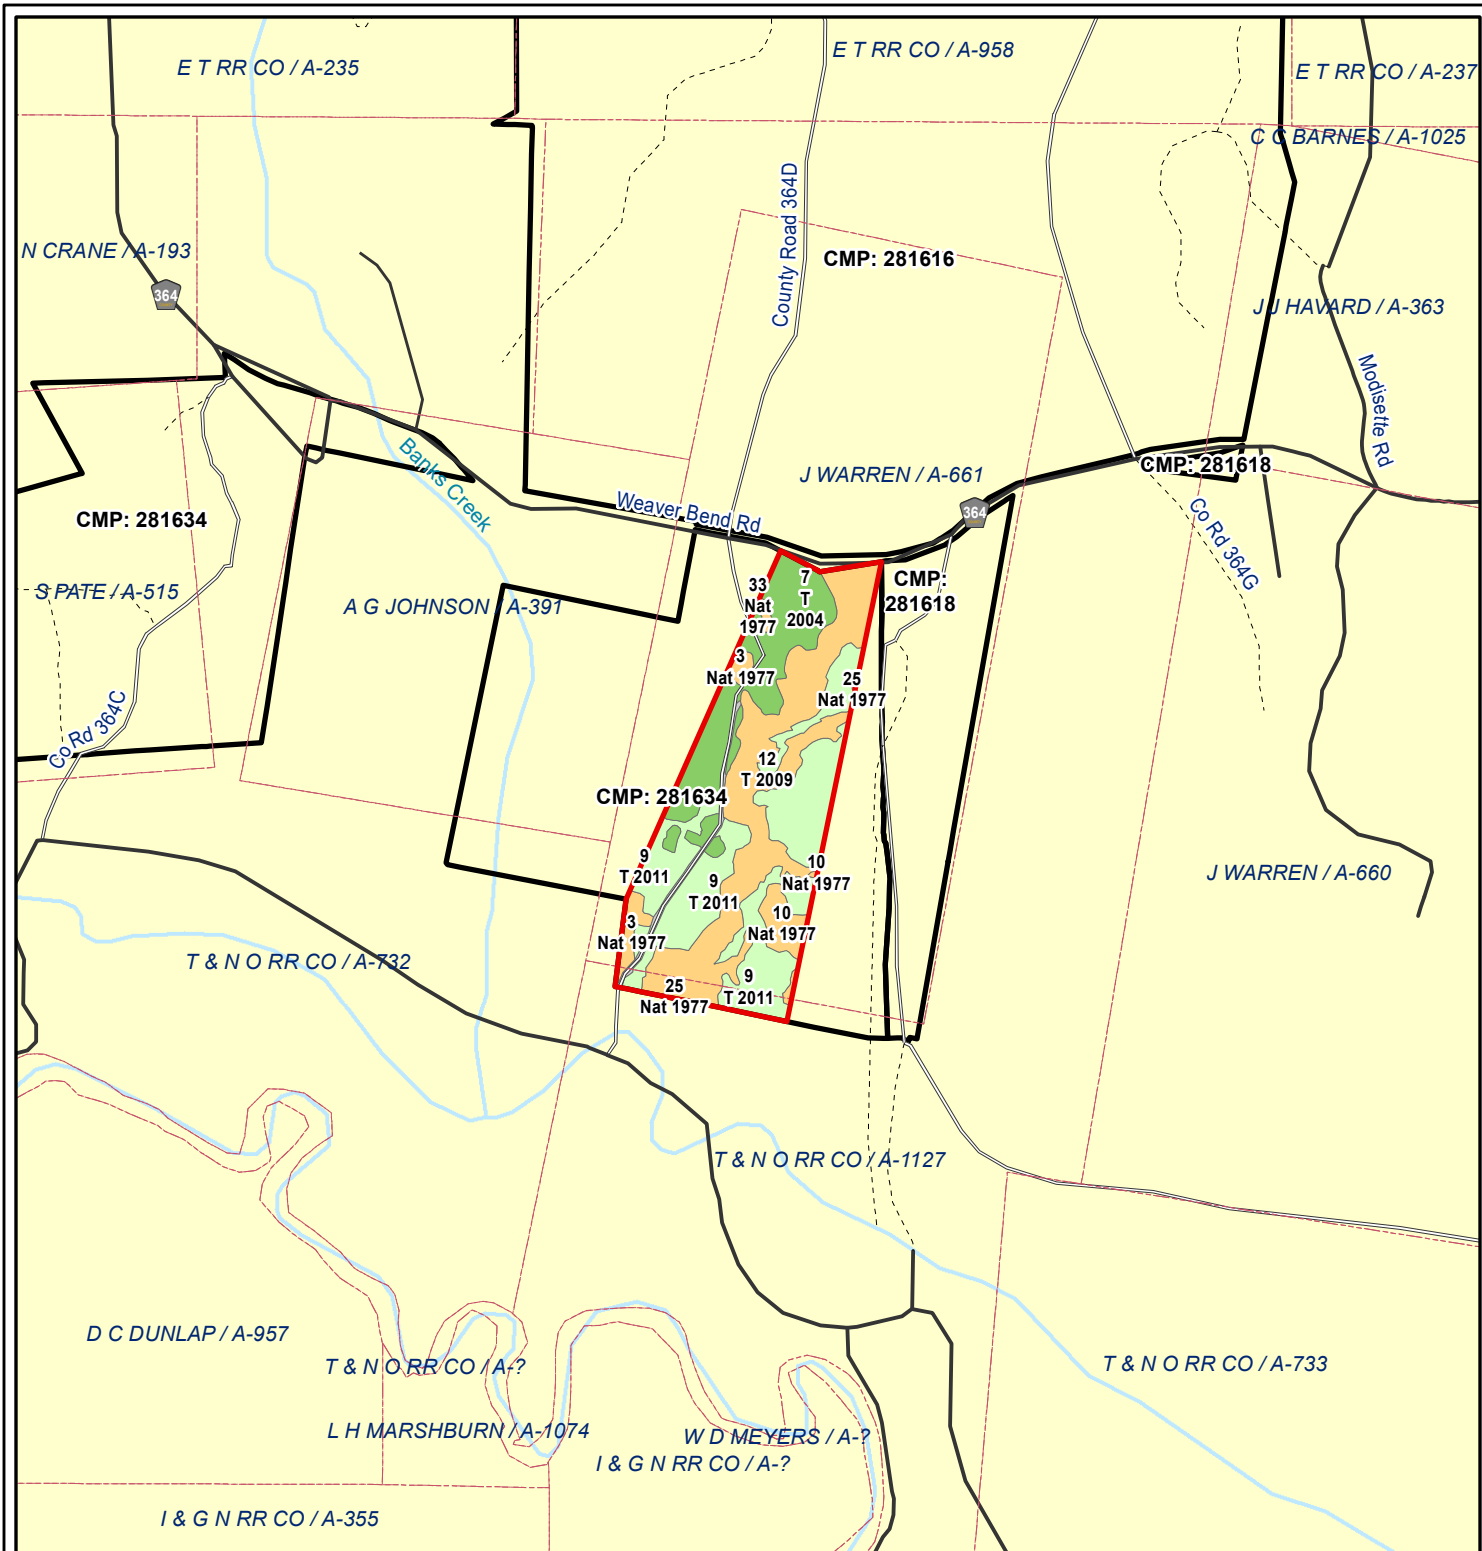 E T RR CO / A-235
E T RR CO / A-958
E T RR CO / A-237
C C BARNES / A-1025
County Road 364D
N CRANE / A-193
CMP: 281616
364
J J HAVARD / A-363
Modisette Rd
Banks Creek
J WARREN / A-661
CMP: 281618
CMP: 281634
Weaver Bend Rd
364
Co Rd 364G
S PATE / A-515
A G JOHNSON / A-391
33
Nat
1977
7
T
2004
CMP:
281618
3
Nat 1977
25
Nat 1977
Co Rd 364C
12
T 2009
CMP: 281634
9
T 2011
9
T 2011
10
Nat 1977
J WARREN / A-660
3
Nat 1977
10
Nat 1977
T & N O RR CO / A-732
25
Nat 1977
9
T 2011
T & N O RR CO / A-1127
D C DUNLAP / A-957
T & N O RR CO / A-?
T & N O RR CO / A-733
L H MARSHBURN / A-1074
W D MEYERS / A-?
I & G N RR CO / A-?
I & G N RR CO / A-355